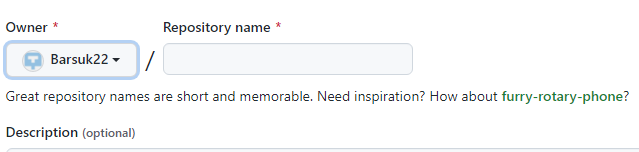 Owner * Repository name *
Barsuk22 /
Great repository names are short and memorable. Need inspiration? How about furry-rotary-phone?
Description (optional)